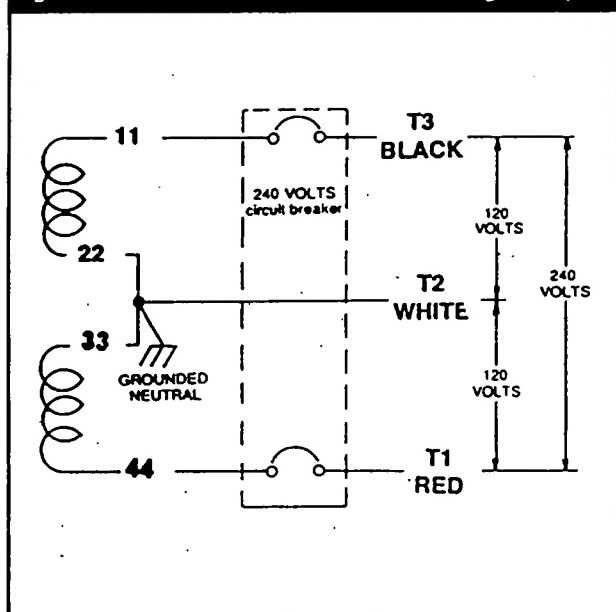 11
T3
BLACK
240 VOLTS
circuit breaker
120
VOLTS
22
240
VOLTS
T2
WHITE
33
GROUNDED
NEUTRAL
120
VOLTS
44
T1
RED